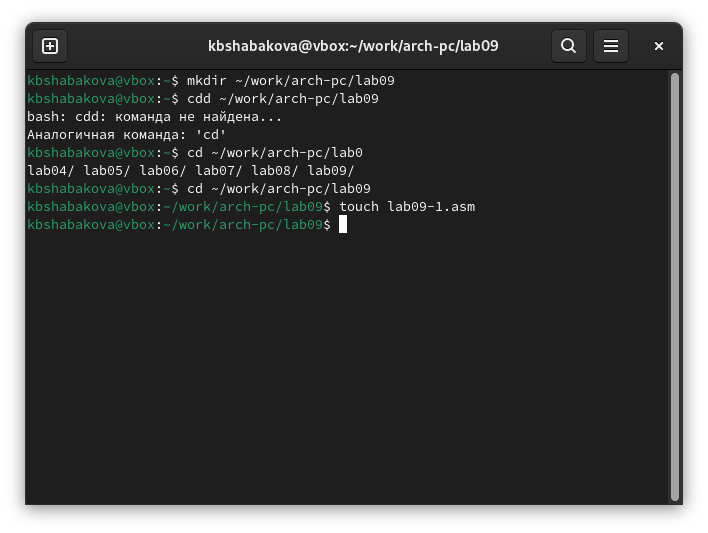 kbshabakova@vbox:~/work/arch-pc/lab09
kbshabakova@vbox:~$ mkdir ~/work/arch-pc/lab09
kbshabakova@vbox:~$ cdd ~/work/arch-pc/lab09
bash: cdd: команда не найдена...
Аналогичная команда: 'cd'
kbshabakova@vbox:~$ cd ~/work/arch-pc/lab0
lab04/ lab05/ lab06/ lab07/ lab08/ lab09/
kbshabakova@vbox:~$ cd ~/work/arch-pc/lab09
kbshabakova@vbox:~/work/arch-pc/lab09$ touch lab09-1.asm
kbshabakova@vbox:~/work/arch-pc/lab09$